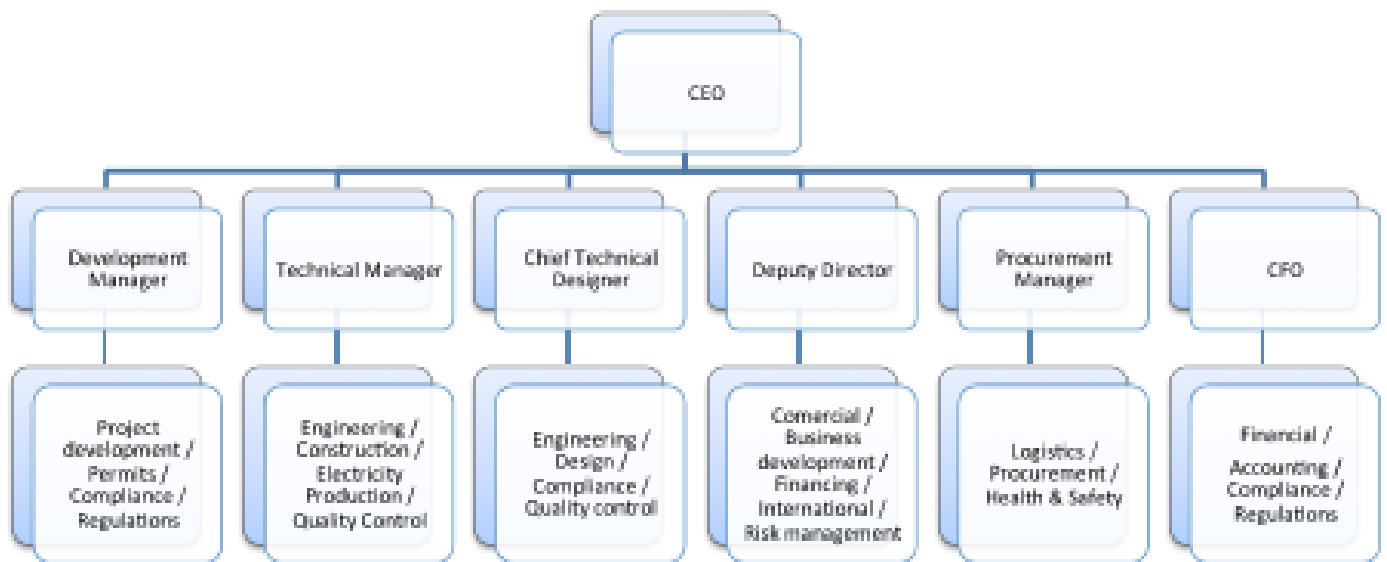 CEO
Development
Manager
Technical Manager
Chief Technical
Designer
Deputy Director
Procurement
Manager
CFO
Project
development /
Permits /
Compliance /
Regulations
Engineering /
Construction /
Electricity
Production /
Quality Control
Engineering /
Design /
Compliance /
Quality control
Comercial /
Business
development /
Financing /
International /
Risk management
Logistics /
Procurement /
Health & Safety
Financial /
Accounting /
Compliance /
Regulations